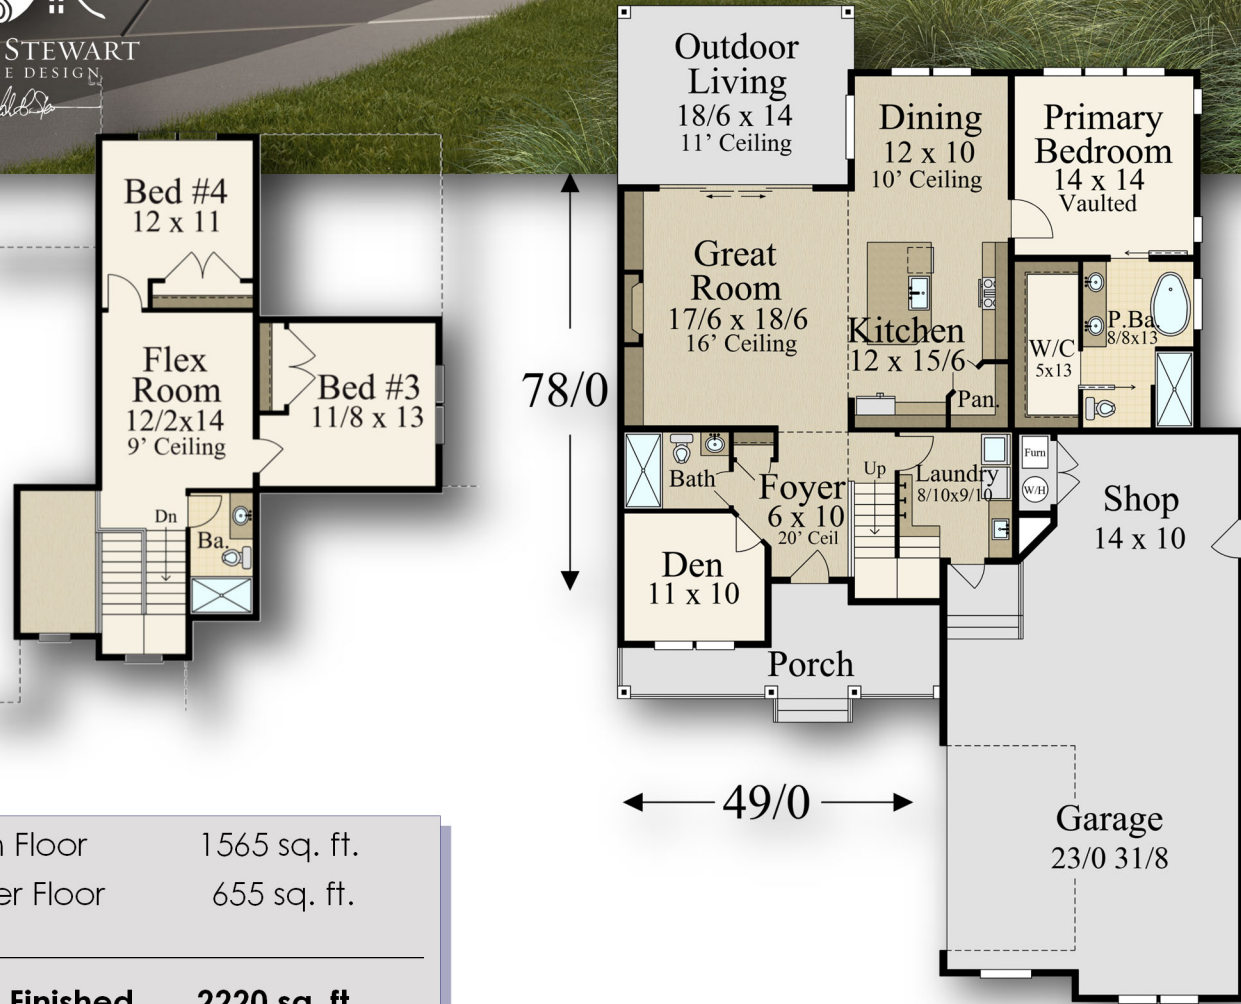 STEWART
E DESIGN
Bed #4
12 x 11
Flex
Room
12/2x14
9' Ceiling
Bed #3
11/8 x 13
Dn
Ba.
Outdoor
Living
18/6 x 14
11' Ceiling
Dining
12 x 10
10' Ceiling
Primary
Bedroom
14 x 14
Vaulted
Great
Room
17/6 x 18/6
16' Ceiling
Kitchen
12 x 15/6
Pan.
W/C
5x13
P.Ba.
8/8x13
78/0
Bath
Foyer
6 x 10
20' Ceil
Up
Laundry
8/10x9/10
Furn
W/H
Shop
14 x 10
Den
11 x 10
Porch
49/0
Garage
23/0 31/8
n Floor 1565 sq. ft.
er Floor 655 sq. ft.
Finished 2220 sq. ft.